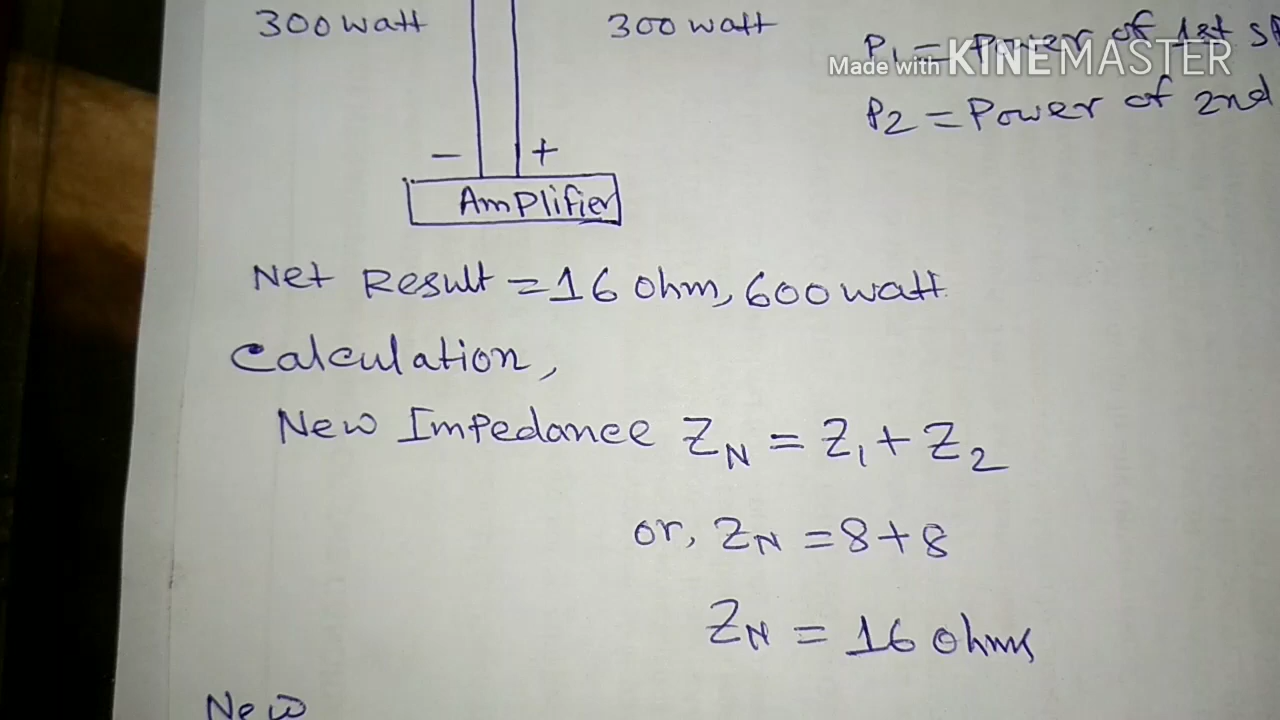 300 watt 300 watt
P1 = Power of 1st
Made with KINEMASTER
P2 = Power of 2nd
- +
Amplifier
Net Result = 16 ohm, 600 watt
Calculation,
New Impedance ZN = Z1 + Z2
or, ZN = 8 + 8
ZN = 16 ohms
New